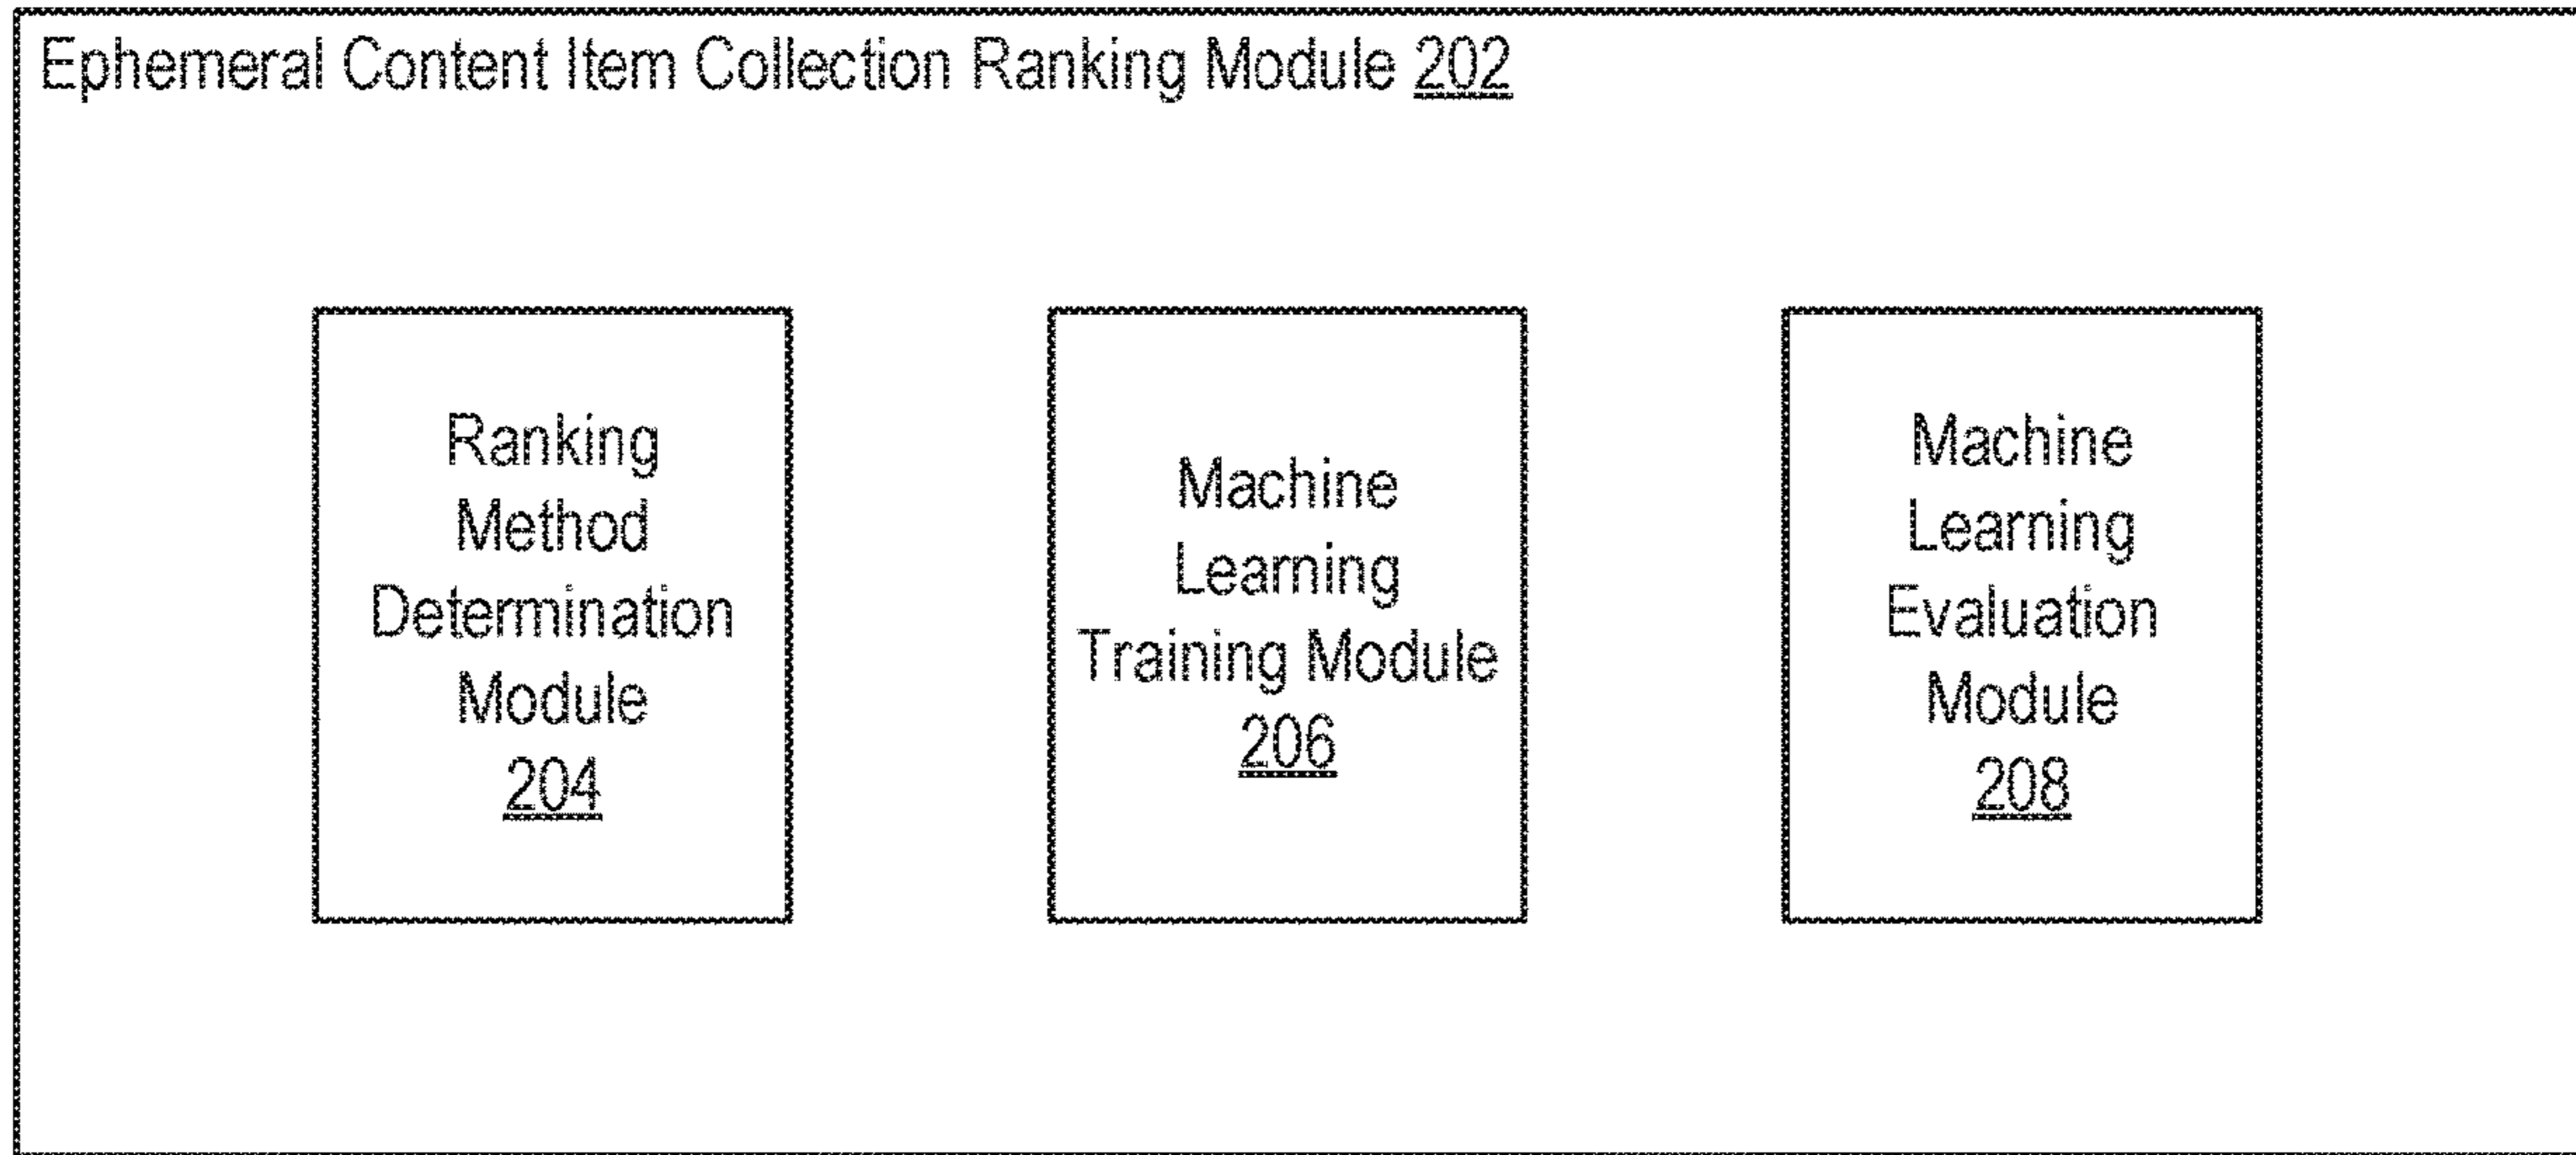 Ephemeral Content Item Collection Ranking Module 202
Ranking
Method
Determination
Module
204
Machine
Learning
Training Module
206
Machine
Learning
Evaluation
Module
208